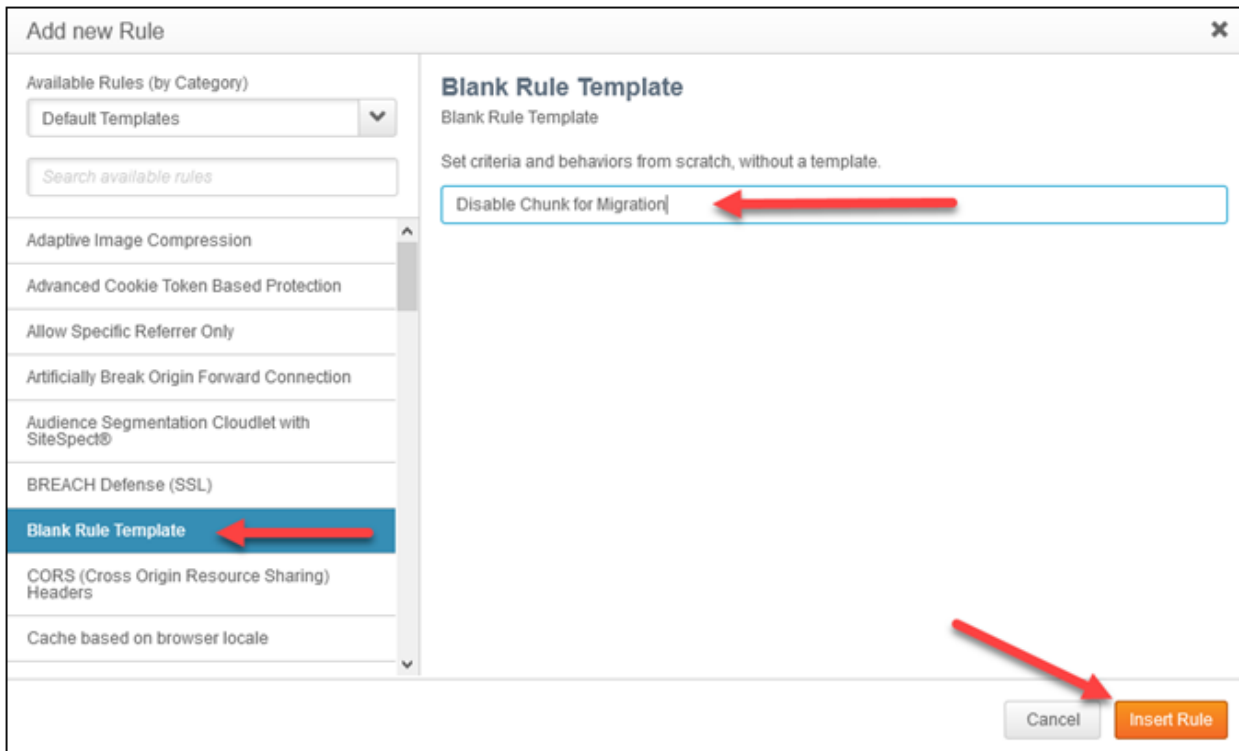 Add new Rule
Available Rules (by Category)
Default Templates
Search available rules
Adaptive Image Compression
Advanced Cookie Token Based Protection
Allow Specific Referrer Only
Artificially Break Origin Forward Connection
Audience Segmentation Cloudlet with
SiteSpect®
BREACH Defense (SSL)
Blank Rule Template
CORS (Cross Origin Resource Sharing)
Headers
Cache based on browser locale
Blank Rule Template
Blank Rule Template
Set criteria and behaviors from scratch, without a template.
Disable Chunk for Migration
Cancel
Insert Rule